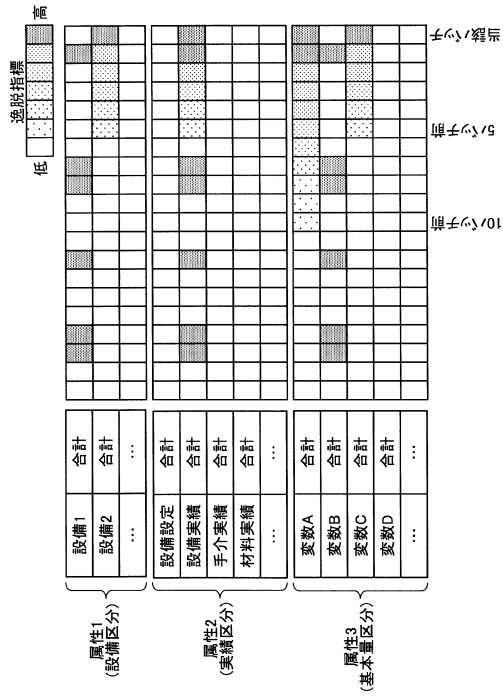 高
逸脱指標
低
当該バッチ
5バッチ前
10バッチ前
属性1
(設備区分)
設備1 合計
設備2 合計
… …
属性2
(実績区分)
設備設定 合計
設備実績 合計
手介実績 合計
材料実績 合計
… …
属性3
(基本量区分)
変数A 合計
変数B 合計
変数C 合計
変数D 合計
… …